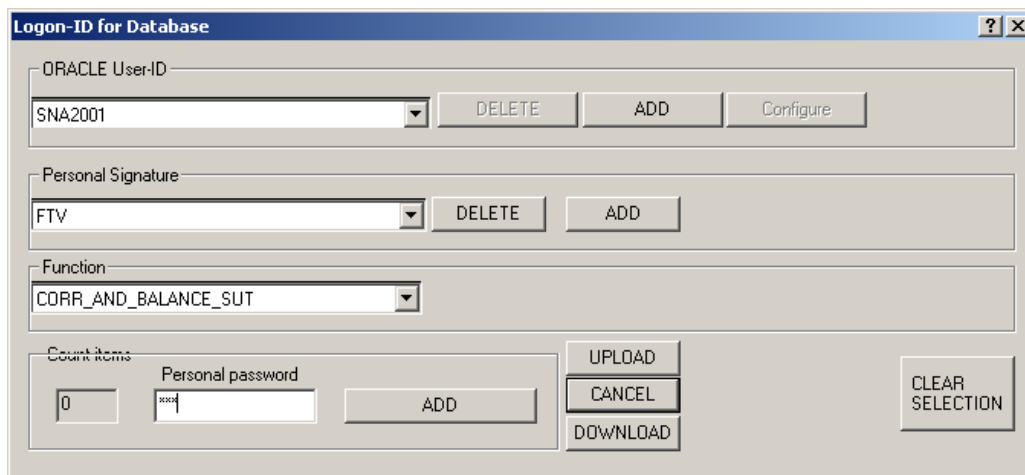 Logon-ID for Database
ORACLE User-ID
SNA2001 DELETE ADD Configure
Personal Signature
FTV DELETE ADD
Function
CORR_AND_BALANCE_SUT
Count items
Personal password
0 *** ADD
UPLOAD
CANCEL
DOWNLOAD
CLEAR
SELECTION